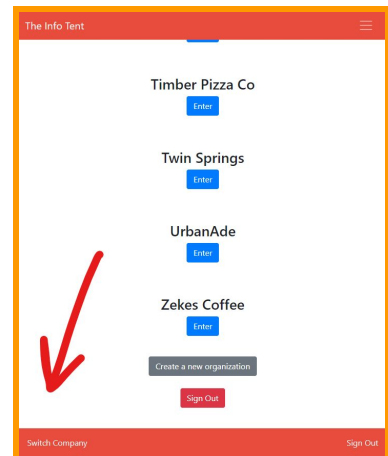 The Info Tent
Enter
Timber Pizza Co
Enter
Twin Springs
Enter
UrbanAde
Enter
Zekes Coffee
Enter
Create a new organization
Sign Out
Switch Company
Sign Out